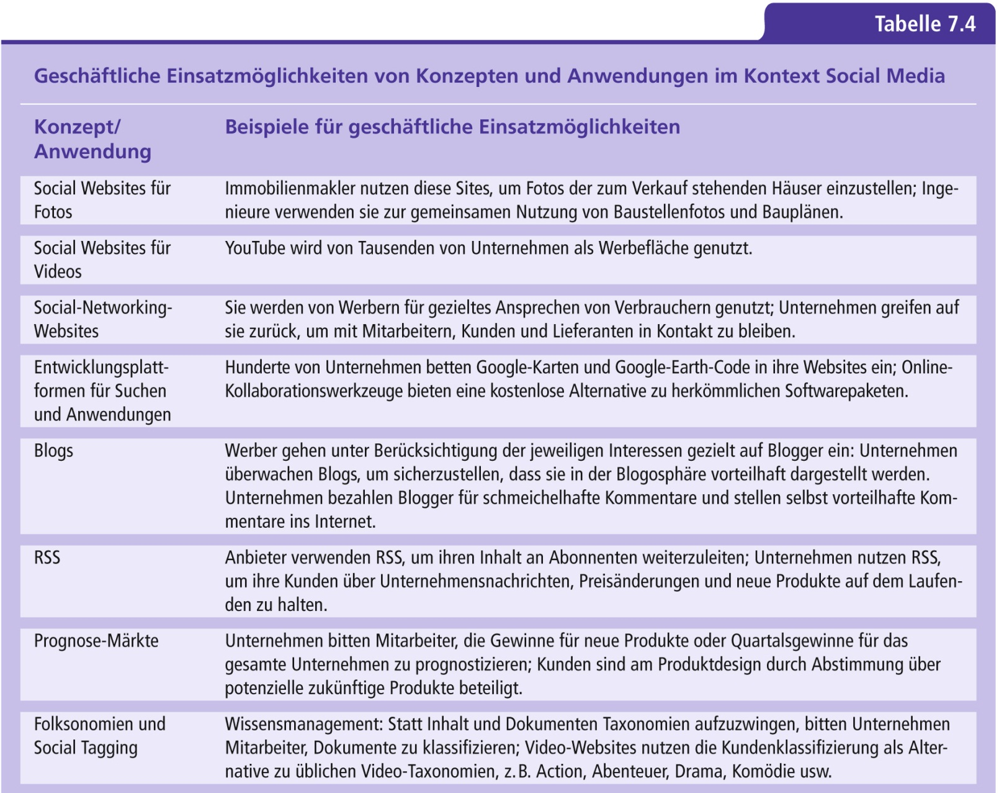 Tabelle 7.4
Geschäftliche Einsatzmöglichkeiten von Konzepten und Anwendungen im Kontext Social Media
Konzept/
Anwendung
Beispiele für geschäftliche Einsatzmöglichkeiten
Social Websites für
Fotos
Immobilienmakler nutzen diese Sites, um Fotos der zum Verkauf stehenden Häuser einzustellen; Inge-
nieure verwenden sie zur gemeinsamen Nutzung von Baustellenfotos und Bauplänen.
Social Websites für
Videos
YouTube wird von Tausenden von Unternehmen als Werbefläche genutzt.
Social-Networking-
Websites
Sie werden von Werbern für gezieltes Ansprechen von Verbrauchern genutzt; Unternehmen greifen auf
sie zurück, um mit Mitarbeitern, Kunden und Lieferanten in Kontakt zu bleiben.
Entwicklungsplatt-
formen für Suchen
und Anwendungen
Hunderte von Unternehmen betten Google-Karten und Google-Earth-Code in ihre Websites ein; Online-
Kollaborationswerkzeuge bieten eine kostenlose Alternative zu herkömmlichen Softwarepaketen.
Blogs
Werber gehen unter Berücksichtigung der jeweiligen Interessen gezielt auf Blogger ein: Unternehmen
überwachen Blogs, um sicherzustellen, dass sie in der Blogosphäre vorteilhaft dargestellt werden.
Unternehmen bezahlen Blogger für schmeichelhafte Kommentare und stellen selbst vorteilhafte Kom-
mentare ins Internet.
RSS
Anbieter verwenden RSS, um ihren Inhalt an Abonnenten weiterzuleiten; Unternehmen nutzen RSS,
um ihre Kunden über Unternehmensnachrichten, Preisänderungen und neue Produkte auf dem Laufen-
den zu halten.
Prognose-Märkte
Unternehmen bitten Mitarbeiter, die Gewinne für neue Produkte oder Quartalsgewinne für das
gesamte Unternehmen zu prognostizieren; Kunden sind am Produktdesign durch Abstimmung über
potenzielle zukünftige Produkte beteiligt.
Folksonomien und
Social Tagging
Wissensmanagement: Statt Inhalt und Dokumenten Taxonomien aufzuzwingen, bitten Unternehmen
Mitarbeiter, Dokumente zu klassifizieren; Video-Websites nutzen die Kundenklassifizierung als Alter-
native zu üblichen Video-Taxonomien, z. B. Action, Abenteuer, Drama, Komödie usw.